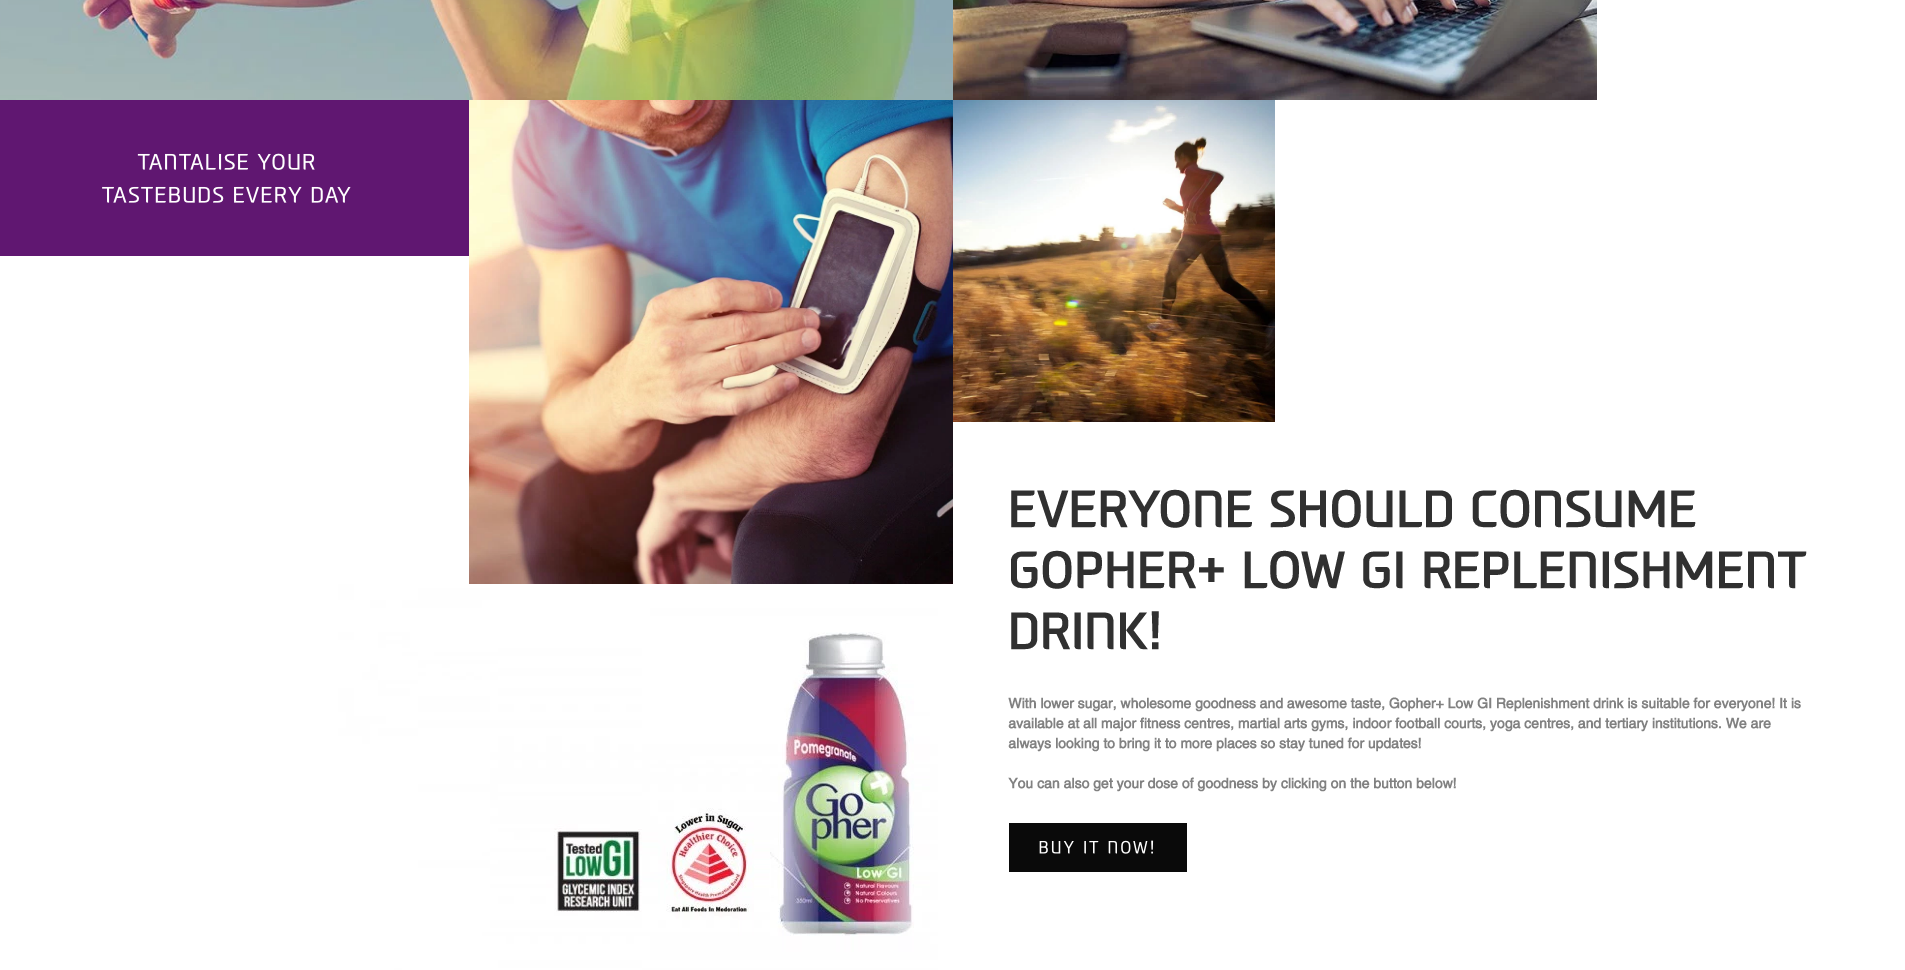 TANTALISE YOUR
TASTEBUDS EVERY DAY
EVERYONE SHOULD CONSUME
GOPHER+ LOW GI REPLENISHMENT
DRINK!
With lower sugar, wholesome goodness and awesome taste, Gopher+ Low GI Replenishment drink is suitable for everyone! It is
available at all major fitness centres, martial arts gyms, indoor football courts, yoga centres, and tertiary institutions. We are
always looking to bring it to more places so stay tuned for updates!
You can also get your dose of goodness by clicking on the button below!
BUY IT NOW!
Pomegranate
Go
pher
Low GI
Natural Flavours
Natural Colours
No Preservatives
Tested
LOW GI
GLYCEMIC INDEX
RESEARCH UNIT
Lower in Sugar
Healthier Choice
Eat All Foods In Moderation